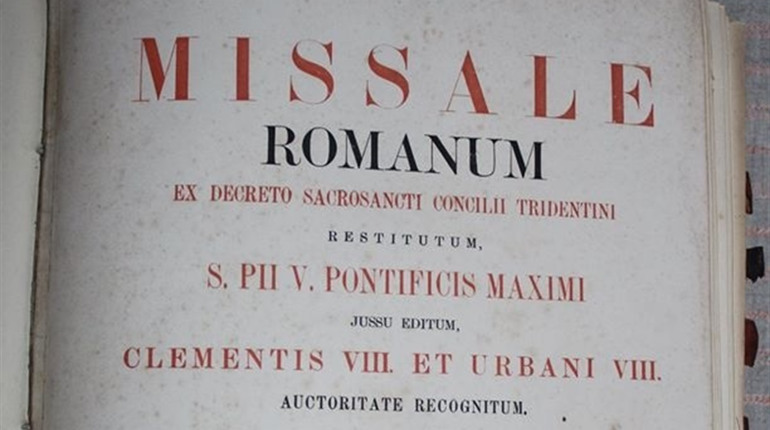 MISSALE
ROMANUM
EX DECRETO SACROSANCTI CONCILII TRIDENTINI
RESTITUTUM,
S. PII V. PONTIFICIS MAXIMI
JUSSU EDITUM,
CLEMENTIS VIII. ET URBANI VIII.
AUCTORITATE RECOGNITUM.